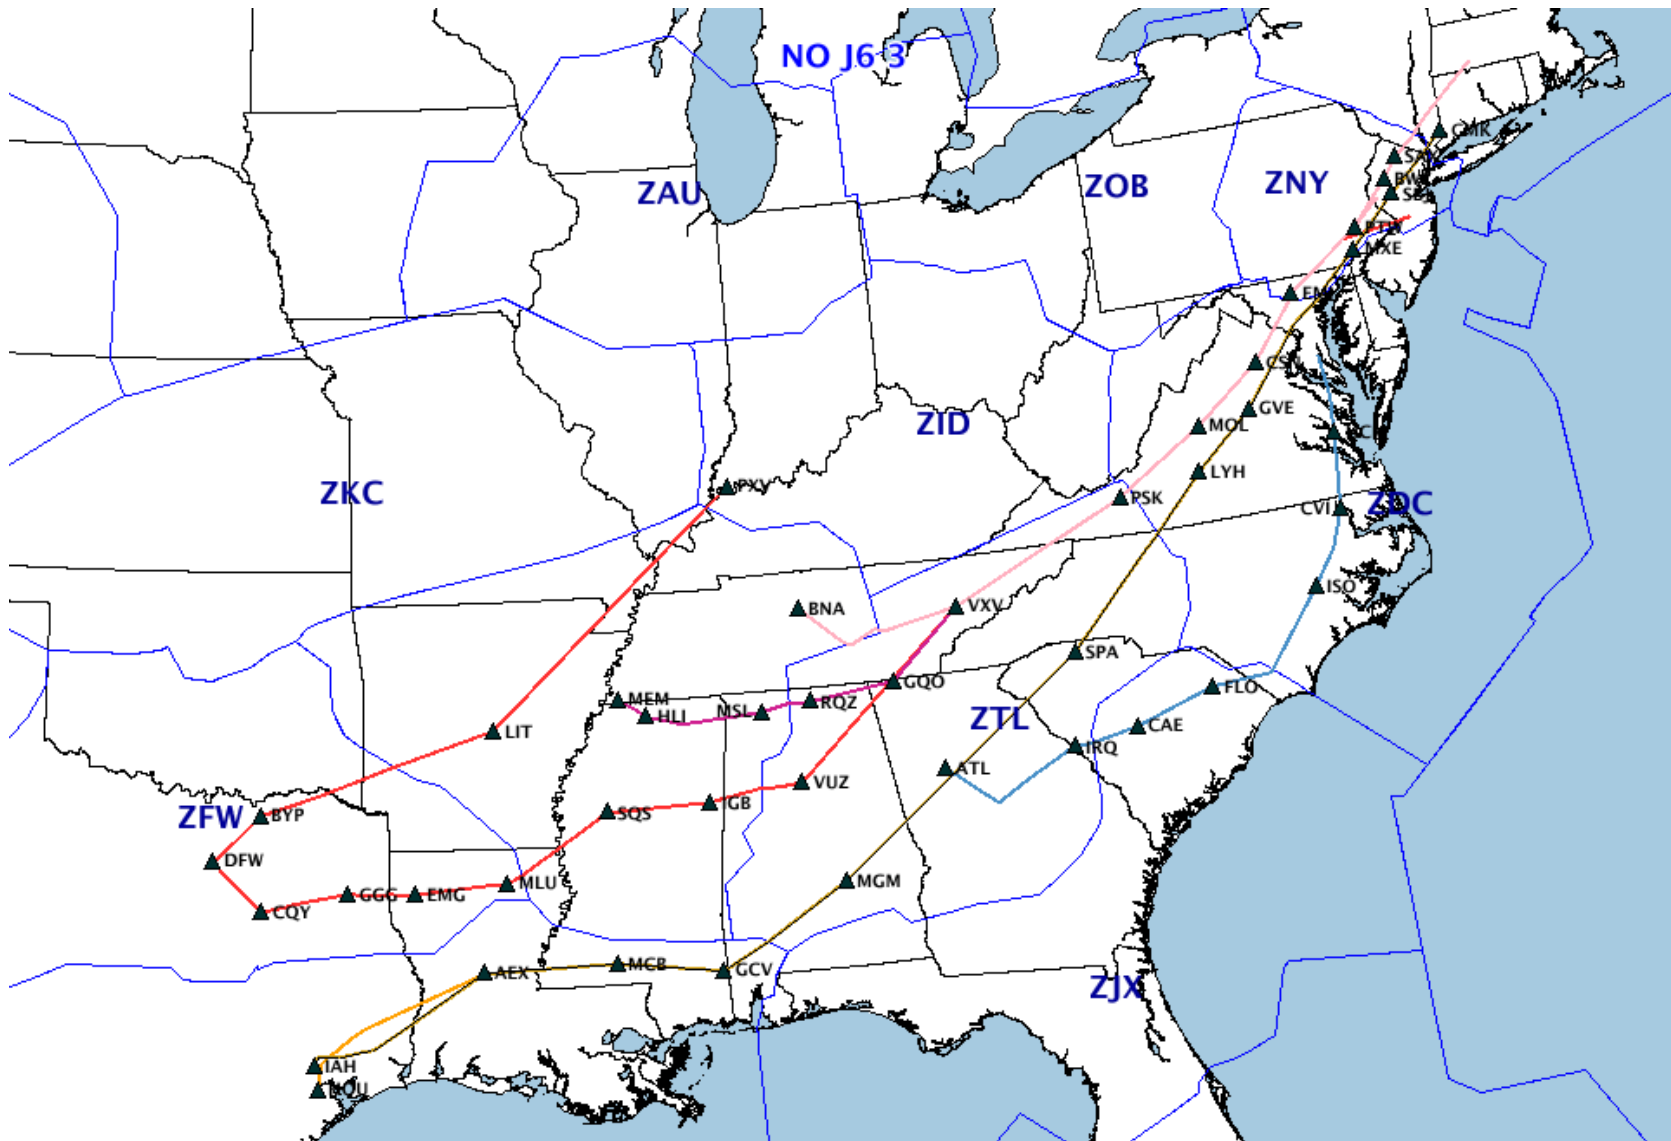 NO J6 3
CMK
ZAU
ZOB
ZNY
MXE
CSN
GVE
ZID
MOL
LYH
ZKC
PXV
PSK
ZDC
CVI
ISO
BNA
VXV
SPA
GQO
FLO
MEM
RQZ
HLI
MSL
ZTL
CAE
LIT
IRQ
ATL
VUZ
IGB
ZFW
BYP
SQS
DFW
MLU
MGM
GGG
EMG
CQY
MCB
GCV
AEX
ZJX
IAH